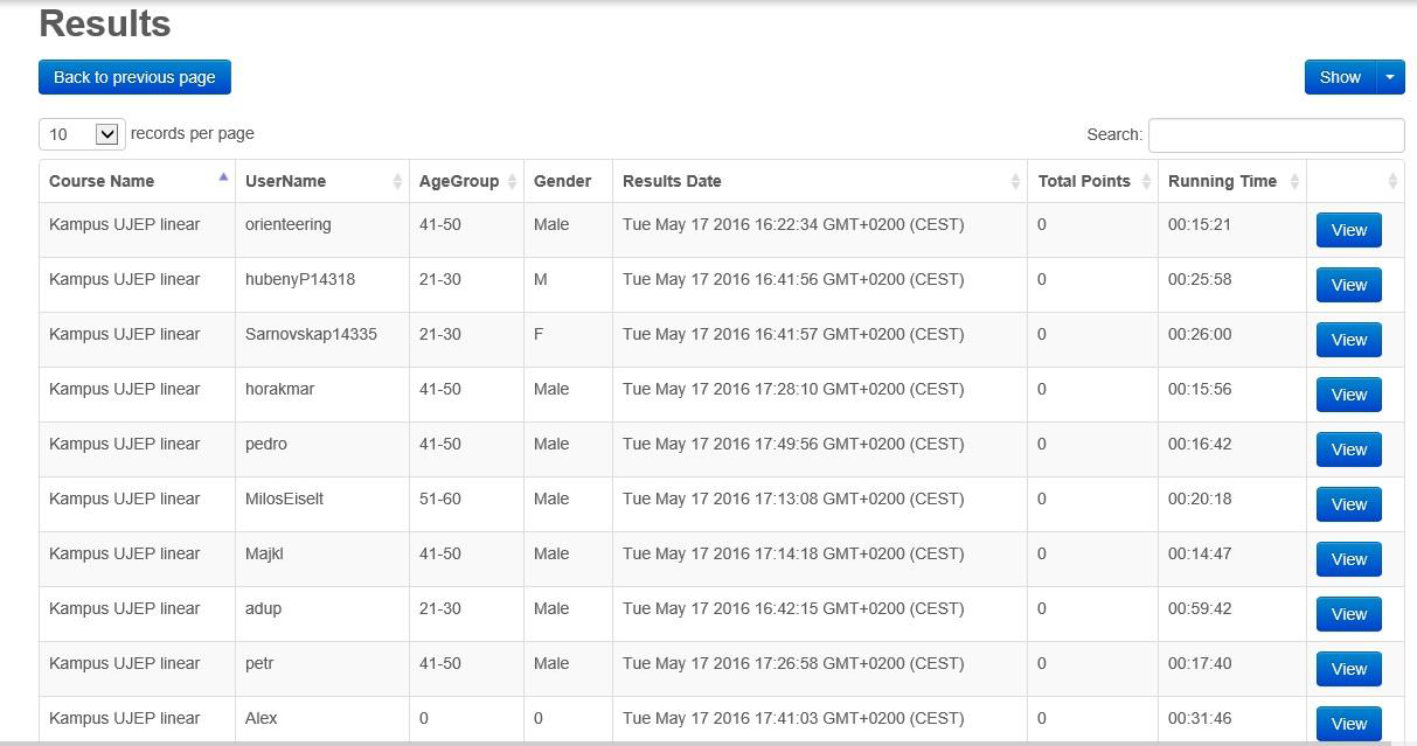 Results
Back to previous page Show
10 records per page Search:
Course Name UserName AgeGroup Gender Results Date Total Points Running Time
Kampus UJEP linear orienteering 41-50 Male Tue May 17 2016 16:22:34 GMT+0200 (CEST) 0 00:15:21 View
Kampus UJEP linear hubenyP14318 21-30 M Tue May 17 2016 16:41:56 GMT+0200 (CEST) 0 00:25:58 View
Kampus UJEP linear Sarnovskap14335 21-30 F Tue May 17 2016 16:41:57 GMT+0200 (CEST) 0 00:26:00 View
Kampus UJEP linear horakmar 41-50 Male Tue May 17 2016 17:28:10 GMT+0200 (CEST) 0 00:15:56 View
Kampus UJEP linear pedro 41-50 Male Tue May 17 2016 17:49:56 GMT+0200 (CEST) 0 00:16:42 View
Kampus UJEP linear MilosEiselt 51-60 Male Tue May 17 2016 17:13:08 GMT+0200 (CEST) 0 00:20:18 View
Kampus UJEP linear Majkl 41-50 Male Tue May 17 2016 17:14:18 GMT+0200 (CEST) 0 00:14:47 View
Kampus UJEP linear adup 21-30 Male Tue May 17 2016 16:42:15 GMT+0200 (CEST) 0 00:59:42 View
Kampus UJEP linear petr 41-50 Male Tue May 17 2016 17:26:58 GMT+0200 (CEST) 0 00:17:40 View
Kampus UJEP linear Alex 0 0 Tue May 17 2016 17:41:03 GMT+0200 (CEST) 0 00:31:46 View